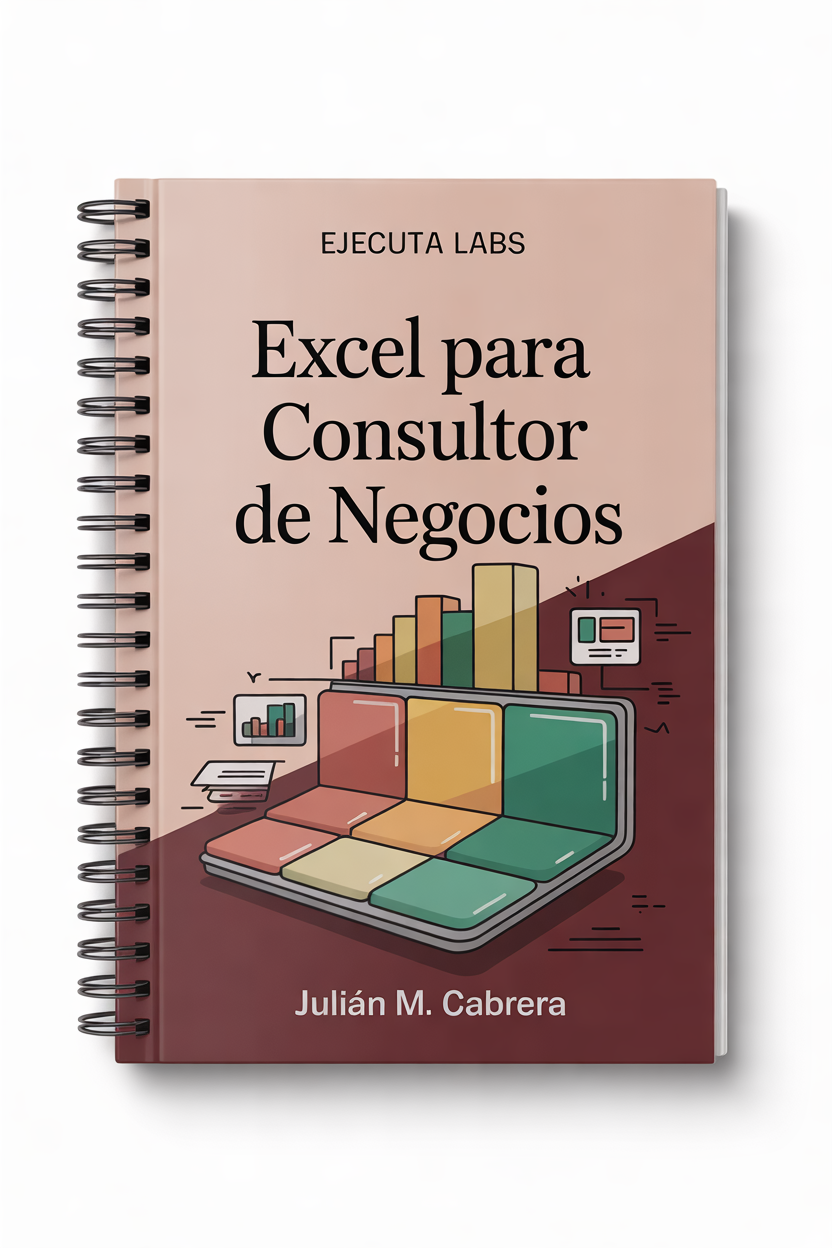 EJECUTA LABS
Excel para
Consultor
de Negocios
Julián M. Cabrera